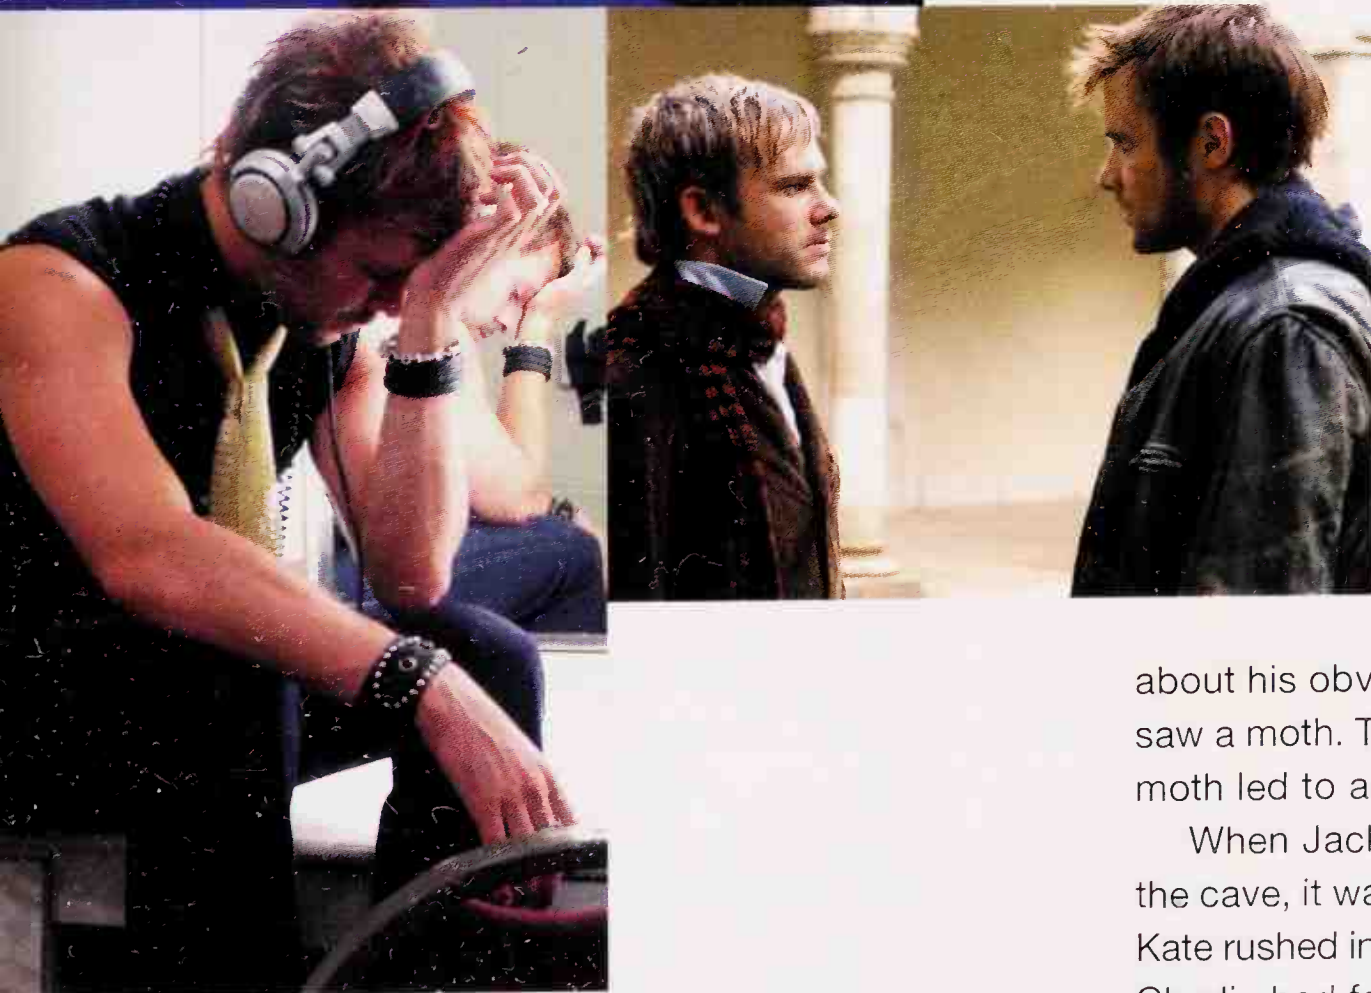 about his obv
saw a moth. T
moth led to a
When Jack
the cave, it wa
Kate rushed in